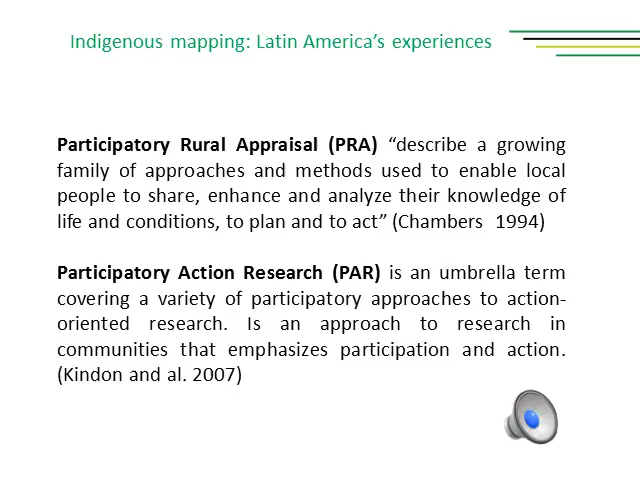 Indigenous mapping: Latin America’s experiences
Participatory Rural Appraisal (PRA) “describe a growing
family of approaches and methods used to enable local
people to share, enhance and analyze their knowledge of
life and conditions, to plan and to act” (Chambers 1994)
Participatory Action Research (PAR) is an umbrella term
covering a variety of participatory approaches to action-
oriented research. Is an approach to research in
communities that emphasizes participation and action.
(Kindon and al. 2007)